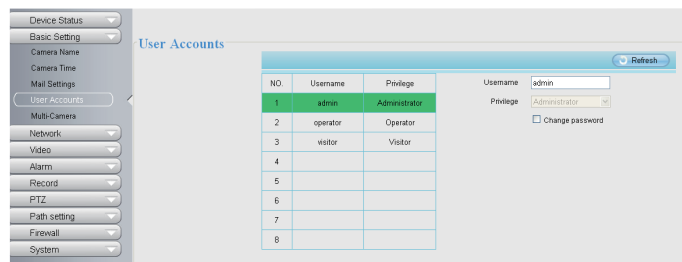 Device Status
Basic Setting
Camera Name
Camera Time
Mail Settings
User Accounts
Multi-Camera
Network
Video
Alarm
Record
PTZ
Path setting
Firewall
System
User Accounts
Refresh
NO. Username Privilege
1 admin Administrator
2 operator Operator
3 visitor Visitor
4
5
6
7
8
Username admin
Privilege Administrator
Change password